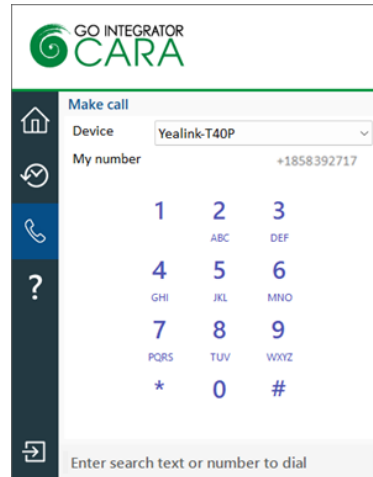 GO INTEGRATOR
CARA
Make call
Device Yealink-T40P
My number +1858392717
1 2 3
ABC DEF
4 5 6
GHI JKL MNO
7 8 9
PQRS TUV WXYZ
* 0 #
?
Enter search text or number to dial